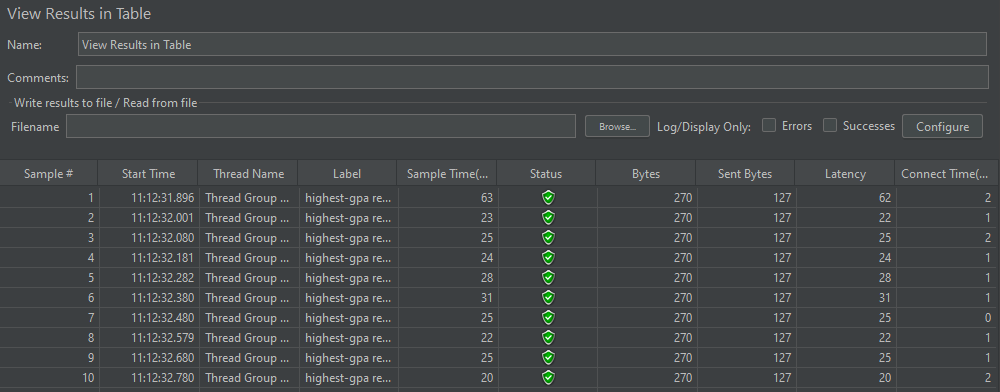 View Results in Table
Name: View Results in Table
Comments:
Write results to file / Read from file
Filename Browse... Log/Display Only: Errors Successes Configure
Sample # Start Time Thread Name Label Sample Time(... Status Bytes Sent Bytes Latency Connect Time(...
1 11:12:31.896 Thread Group ... highest-gpa re... 63 270 127 62 2
2 11:12:32.001 Thread Group ... highest-gpa re... 23 270 127 22 1
3 11:12:32.080 Thread Group ... highest-gpa re... 25 270 127 25 2
4 11:12:32.181 Thread Group ... highest-gpa re... 24 270 127 24 1
5 11:12:32.282 Thread Group ... highest-gpa re... 28 270 127 28 1
6 11:12:32.380 Thread Group ... highest-gpa re... 31 270 127 31 1
7 11:12:32.480 Thread Group ... highest-gpa re... 25 270 127 25 0
8 11:12:32.579 Thread Group ... highest-gpa re... 22 270 127 22 1
9 11:12:32.680 Thread Group ... highest-gpa re... 25 270 127 25 1
10 11:12:32.780 Thread Group ... highest-gpa re... 20 270 127 20 2